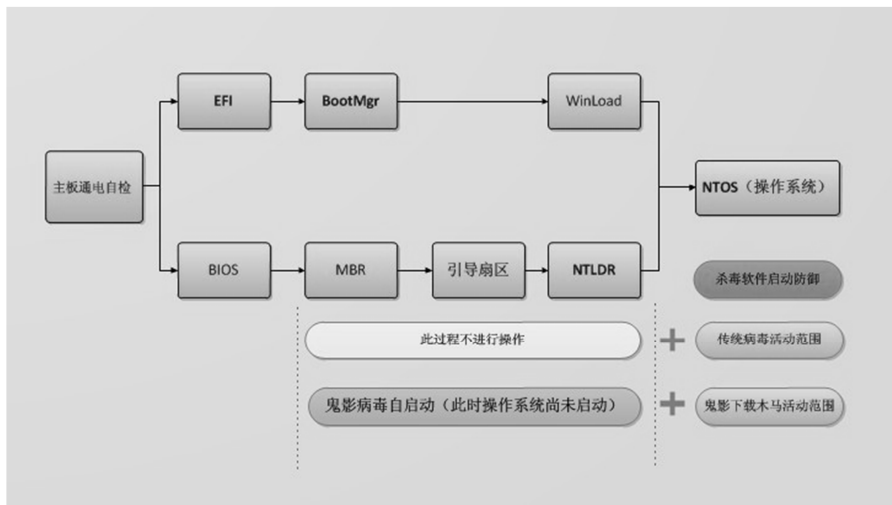 EFI
BootMgr
WinLoad
主板通电自检
NTOS（操作系统）
BIOS
MBR
引导扇区
NTLDR
杀毒软件启动防御
此过程不进行操作
传统病毒活动范围
鬼影病毒自启动（此时操作系统尚未启动）
鬼影下载木马活动范围